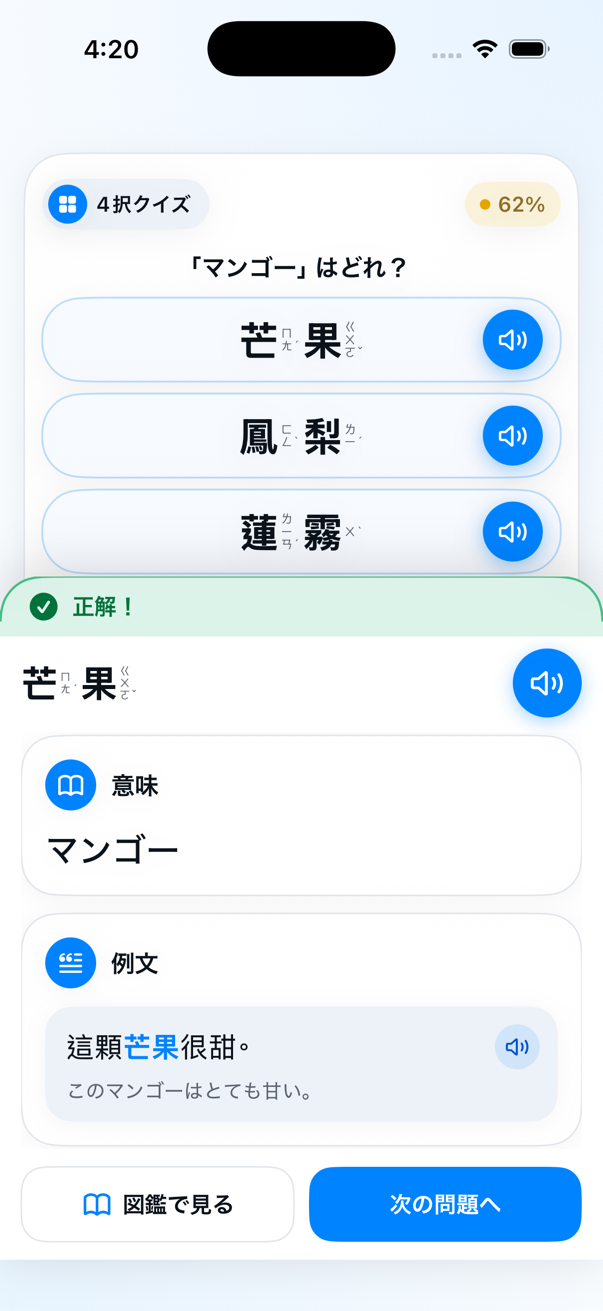 4:20
4択クイズ
62%
「マンゴー」はどれ？
芒ㄇㄤˊ果ㄍㄨㄛˇ
鳳ㄈㄥˋ梨ㄌㄧˊ
蓮ㄌㄧㄢˊ霧ㄨˋ
正解！
芒ㄇㄤˊ果ㄍㄨㄛˇ
意味
マンゴー
例文
這顆芒果很甜。
このマンゴーはとても甘い。
図鑑で見る
次の問題へ